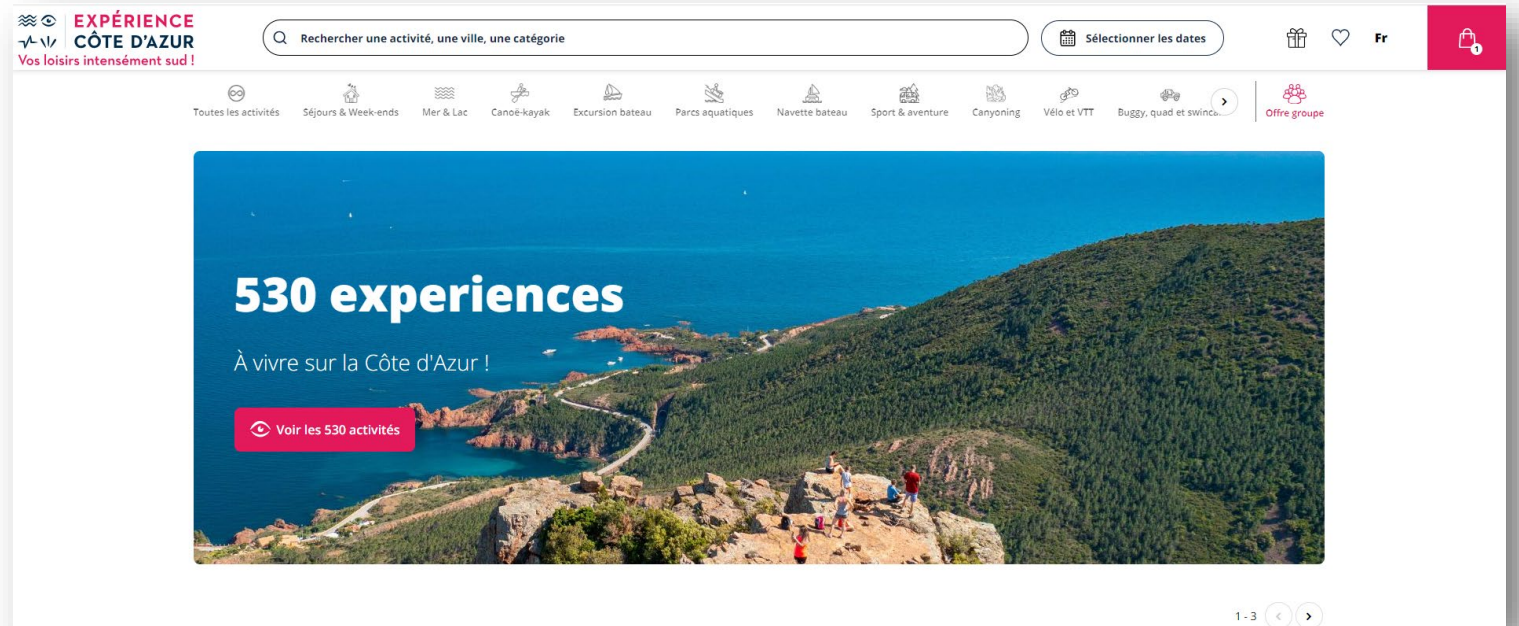 EXPÉRIENCE
CÔTE D'AZUR
Vos loisirs intensément sud !
Rechercher une activité, une ville, une catégorie
Sélectionner les dates
Fr
1
Toutes les activités
Séjours & Week-ends
Mer & Lac
Canoë-kayak
Excursion bateau
Parcs aquatiques
Navette bateau
Sport & aventure
Canyoning
Vélo et VTT
Buggy, quad et
Offre groupe
530 experiences
À vivre sur la Côte d'Azur !
Voir les 530 activités
1 - 3